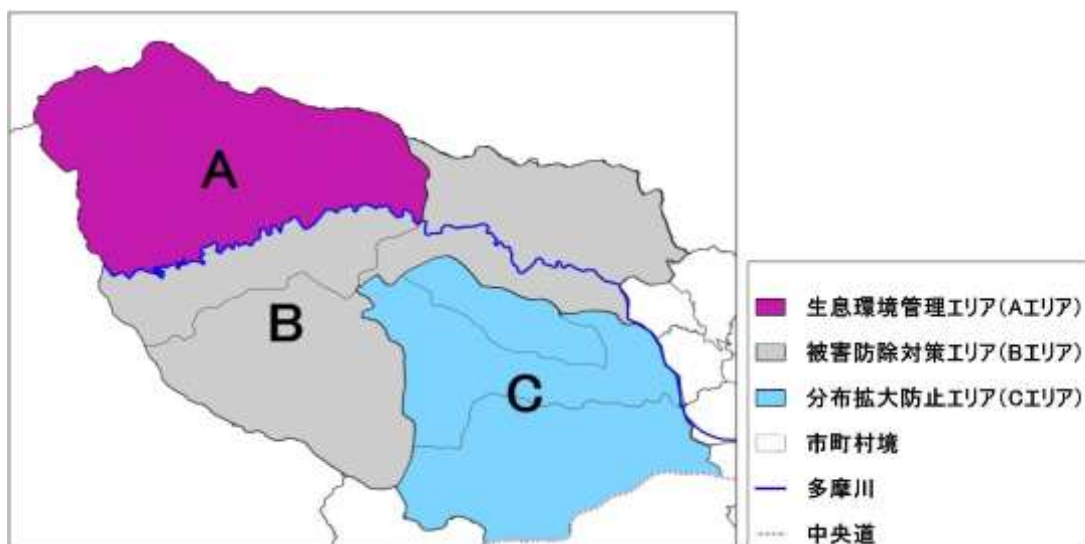 A
B
C
生息環境管理エリア(Aエリア)
被害防除対策エリア(Bエリア)
分布拡大防止エリア(Cエリア)
市町村境
多摩川
中央道